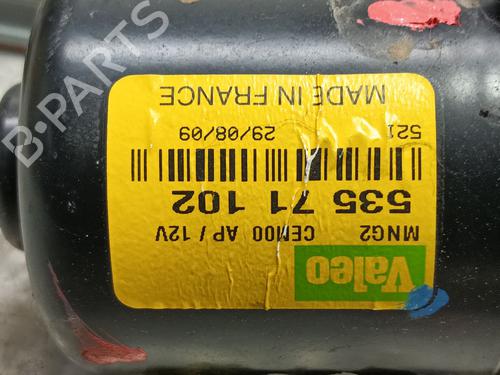 Valeo
MNG2 CEM00 AP / 12V
535 71 102
521 29/08/09
MADE IN FRANCE
B-PARTS